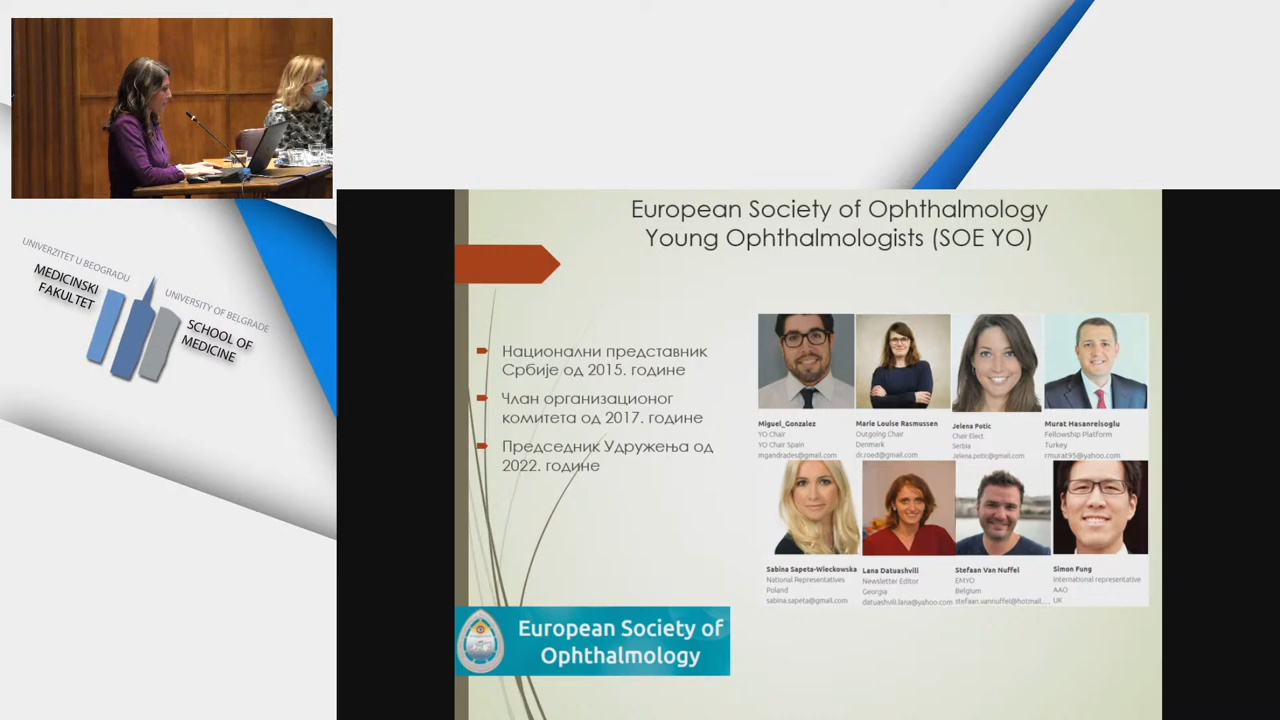 UNIVERZITET U BEOGRADU
MEDICINSKI
FAKULTET
UNIVERSITY OF BELGRADE
SCHOOL OF
MEDICINE
European Society of Ophthalmology
Young Ophthalmologists (SOE YO)
Национални представник
Србије од 2015. године
Члан организационог
комитета од 2017. године
Председник Удружења од
2022. године
Miguel_Gonzalez
YO Chair
YO Chair Spain
mgandrades@gmail.com
Marie Louise Rasmussen
Outgoing Chair
Denmark
dr.roed@gmail.com
Jelena Potic
Chair Elect
Serbia
Jelena.potic@gmail.com
Murat Hasanreisoglu
Fellowship Platform
Turkey
rmurat95@yahoo.com
Sabina Sapeta-Wieckowska
National Representatives
Poland
sabina.sapeta@gmail.com
Lana Datuashvili
Newsletter Editor
Georgia
datuashvili.lana@yahoo.com
Stefaan Van Nuffel
EMYO
Belgium
stefaan.vannuffel@hotmail....
Simon Fung
International representative
AAO
UK
European Society of
Ophthalmology